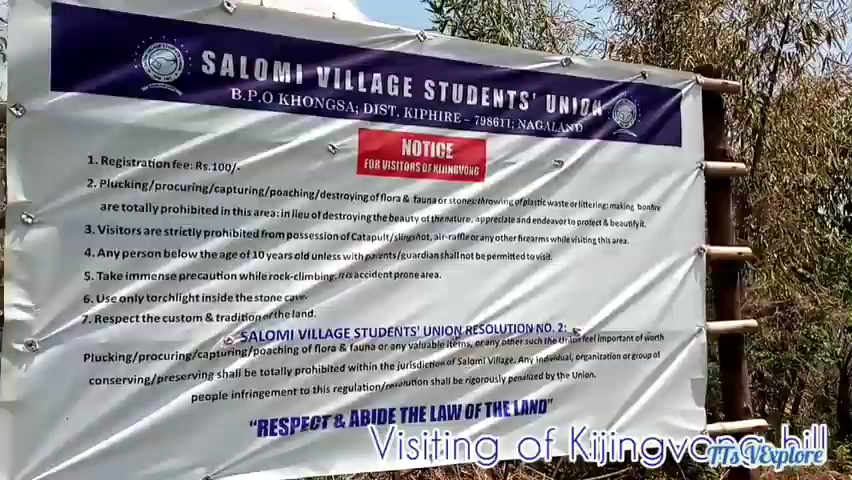 SALOMI VILLAGE STUDENTS' UNION
B.P.O KHONGSA; DIST. KIPHIRE - 798611; NAGALAND
NOTICE
FOR VISITORS OF KIJINGVONG
1. Registration fee: Rs.100/-
2. Plucking/procuring/capturing/poaching/destroying of flora & fauna or stones: throwing of plastic waste or littering: making bonfire
are totally prohibited in this area: in lieu of destroying the beauty of the nature, appreciate and endeavor to protect & beautify it.
3. Visitors are strictly prohibited from possession of Catapult/slingshot, air-raffle or any other firearms while visiting this area.
4. Any person below the age of 10 years old unless with parents/guardian shall not be permitted to visit.
5. Take immense precaution while rock-climbing. It is accident prone area.
6. Use only torchlight inside the stone cave.
7. Respect the custom & tradition of the land.
SALOMI VILLAGE STUDENTS' UNION RESOLUTION NO. 2:
Plucking/procuring/capturing/poaching of flora & fauna or any valuable items, or any other such the Union feel important of worth
conserving/preserving shall be totally prohibited within the jurisdiction of Salomi Village. Any individual, organization or group of
people infringement to this regulation/resolution shall be rigorously penalized by the Union.
"RESPECT & ABIDE THE LAW OF THE LAND"
Visiting of Kijingvong hill
TTs VExplore